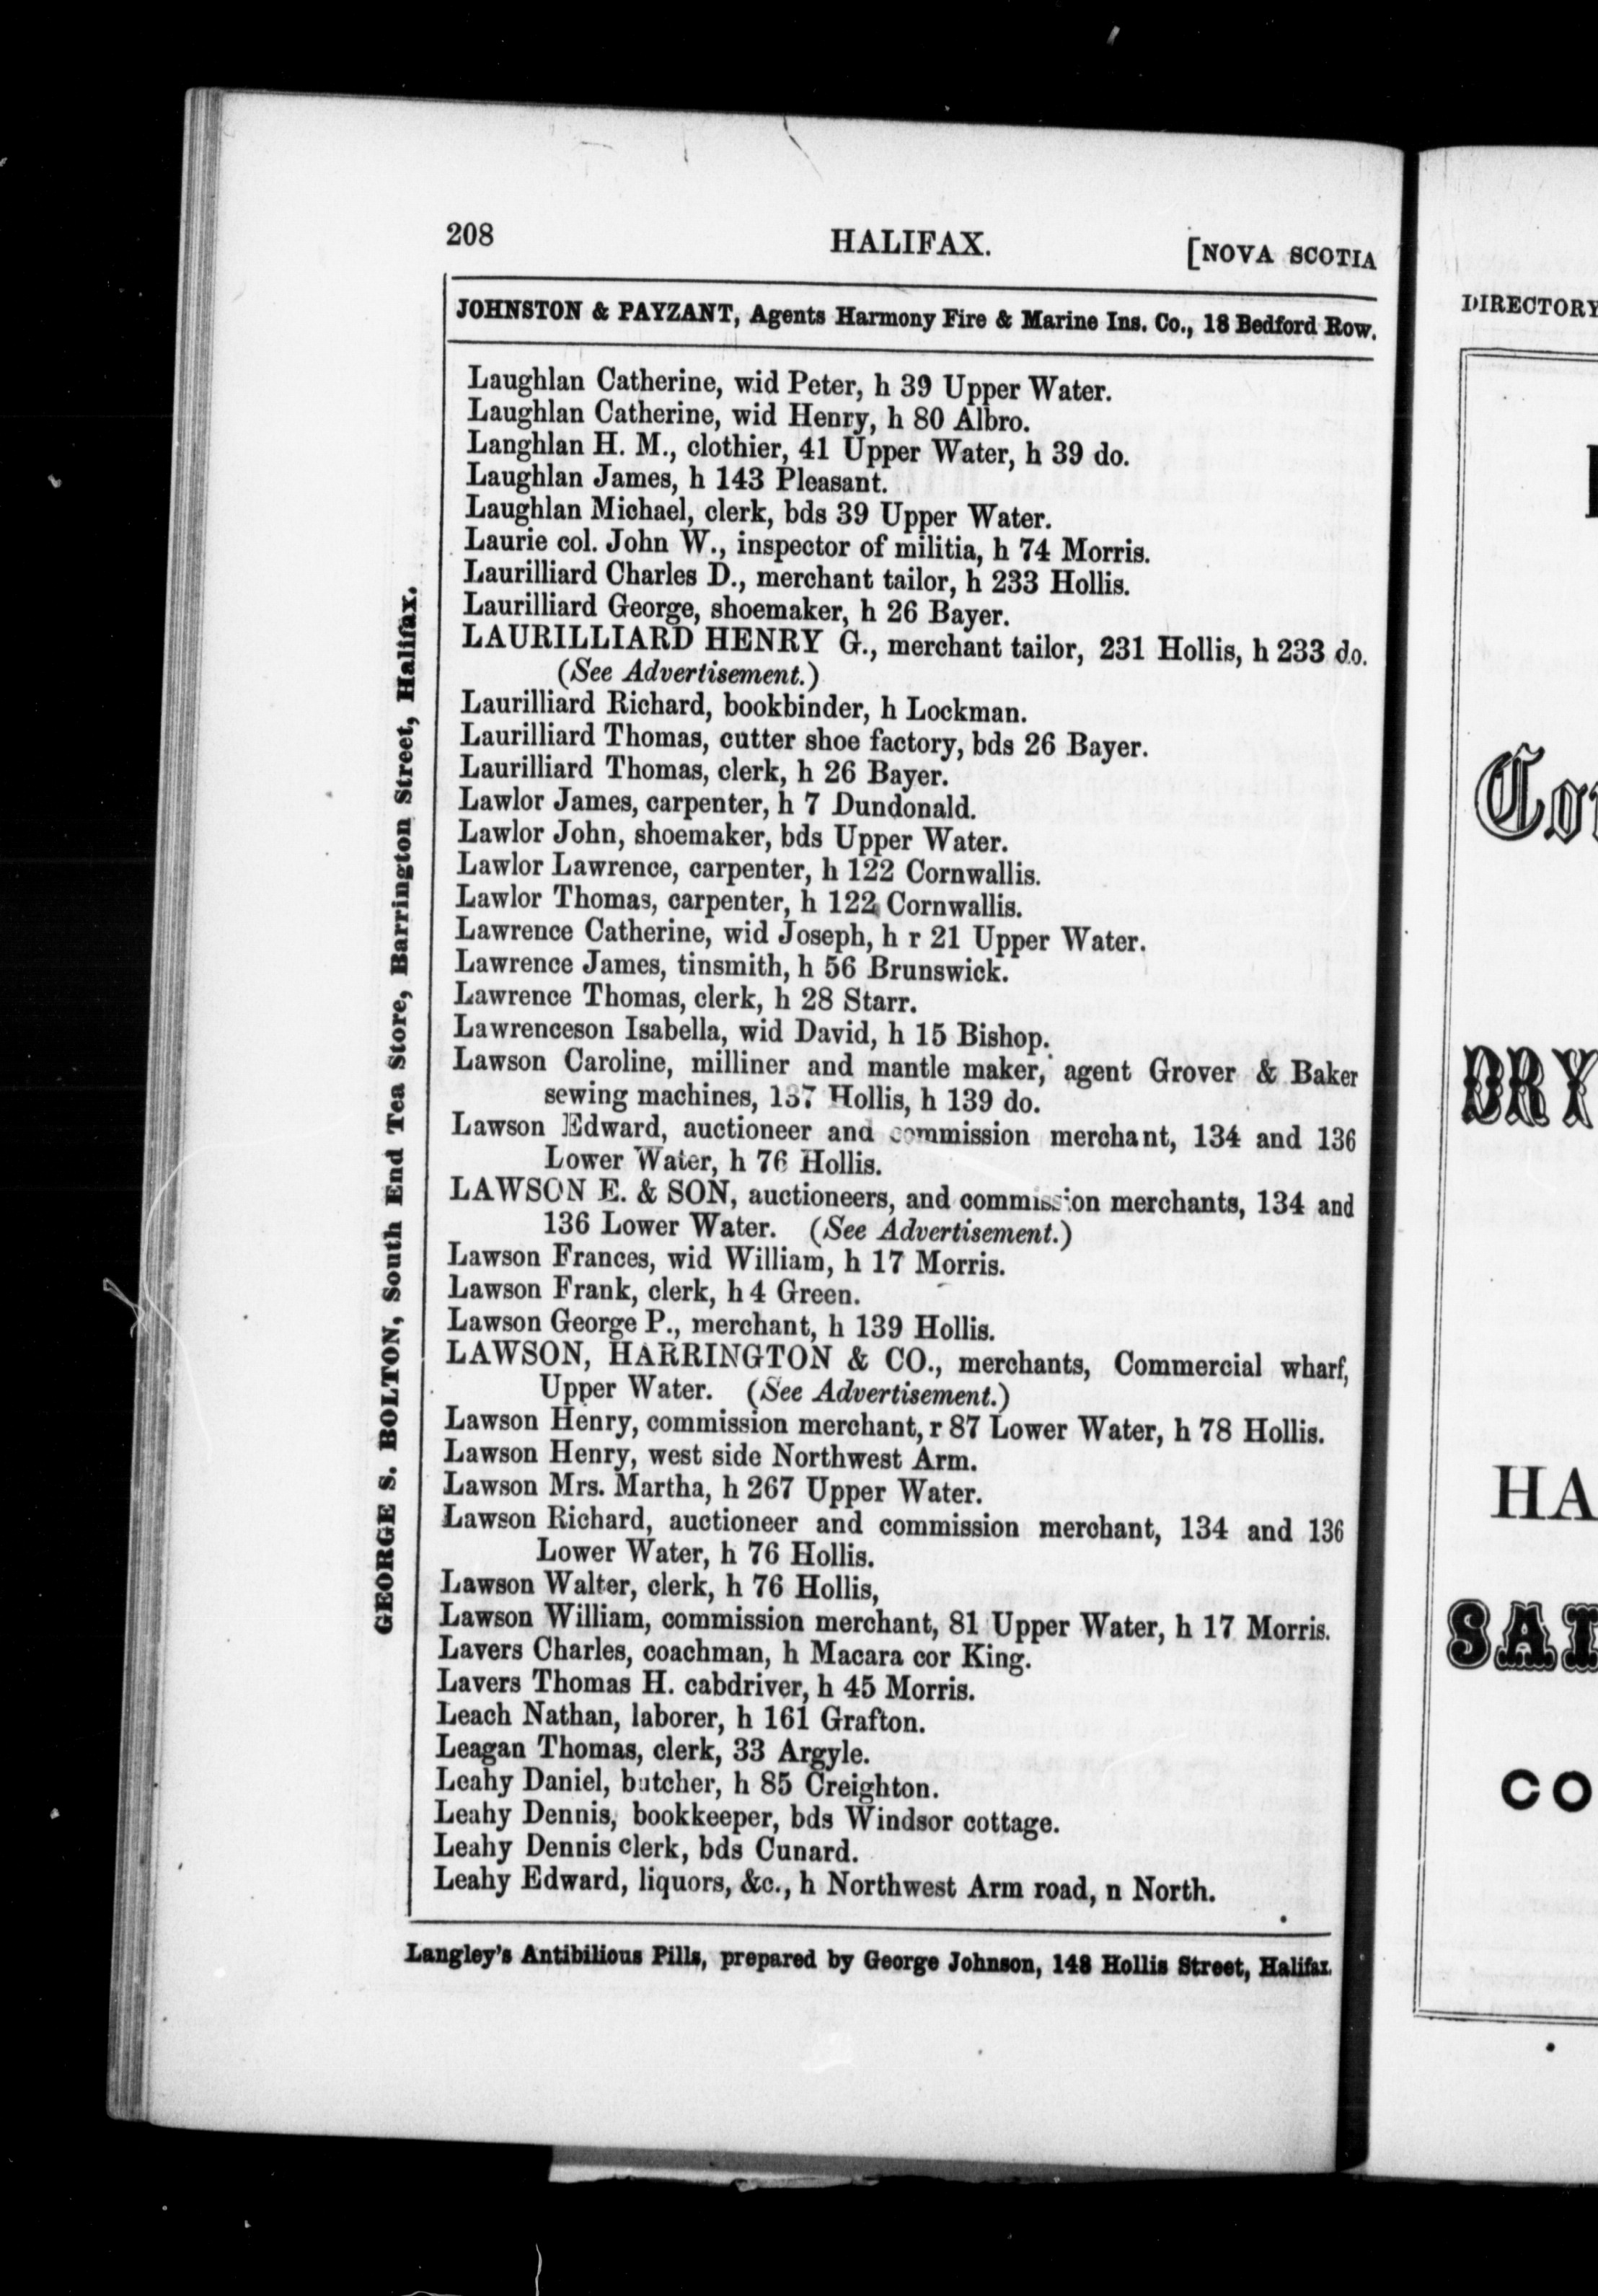 208 HALIFAX. [NOVA SCOTIA
JOHNSTON & PAYZANT, Agents Harmony Fire & Marine Ins. Co., 18 Bedford Row.
Laughlan Catherine, wid Peter, h 39 Upper Water.
Laughlan Catherine, wid Henry, h 80 Albro.
Langhlan H. M., clothier, 41 Upper Water, h 39 do.
Laughlan James, h 143 Pleasant.
Laughlan Michael, clerk, bds 39 Upper Water.
Laurie col. John W., inspector of militia, h 74 Morris.
Laurilliard Charles D., merchant tailor, h 233 Hollis.
Laurilliard George, shoemaker, h 26 Bayer.
LAURILLIARD HENRY G., merchant tailor, 231 Hollis, h 233 do.
(See Advertisement.)
Laurilliard Richard, bookbinder, h Lockman.
Laurilliard Thomas, cutter shoe factory, bds 26 Bayer.
Laurilliard Thomas, clerk, h 26 Bayer.
Lawlor James, carpenter, h 7 Dundonald.
Lawlor John, shoemaker, bds Upper Water.
Lawlor Lawrence, carpenter, h 122 Cornwallis.
Lawlor Thomas, carpenter, h 122 Cornwallis.
Lawrence Catherine, wid Joseph, h r 21 Upper Water.
Lawrence James, tinsmith, h 56 Brunswick.
Lawrence Thomas, clerk, h 28 Starr.
Lawrenceson Isabella, wid David, h 15 Bishop.
Lawson Caroline, milliner and mantle maker, agent Grover & Baker
sewing machines, 137 Hollis, h 139 do.
Lawson Edward, auctioneer and commission merchant, 134 and 136
Lower Water, h 76 Hollis.
LAWSON E. & SON, auctioneers, and commission merchants, 134 and
136 Lower Water. (See Advertisement.)
Lawson Frances, wid William, h 17 Morris.
Lawson Frank, clerk, h 4 Green.
Lawson George P., merchant, h 139 Hollis.
LAWSON, HARRINGTON & CO., merchants, Commercial wharf,
Upper Water. (See Advertisement.)
Lawson Henry, commission merchant, r 87 Lower Water, h 78 Hollis.
Lawson Henry, west side Northwest Arm.
Lawson Mrs. Martha, h 267 Upper Water.
Lawson Richard, auctioneer and commission merchant, 134 and 136
Lower Water, h 76 Hollis.
Lawson Walter, clerk, h 76 Hollis,
Lawson William, commission merchant, 81 Upper Water, h 17 Morris.
Lavers Charles, coachman, h Macara cor King.
Lavers Thomas H. cabdriver, h 45 Morris.
Leach Nathan, laborer, h 161 Grafton.
Leagan Thomas, clerk, 33 Argyle.
Leahy Daniel, butcher, h 85 Creighton.
Leahy Dennis, bookkeeper, bds Windsor cottage.
Leahy Dennis clerk, bds Cunard.
Leahy Edward, liquors, &c., h Northwest Arm road, n North.
Langley's Antibilious Pills, prepared by George Johnson, 148 Hollis Street, Halifax.
GEORGE S. BOLTON, South End Tea Store, Barrington Street, Halifax.
DIRECTORY
DRY
HA
SAT
CO